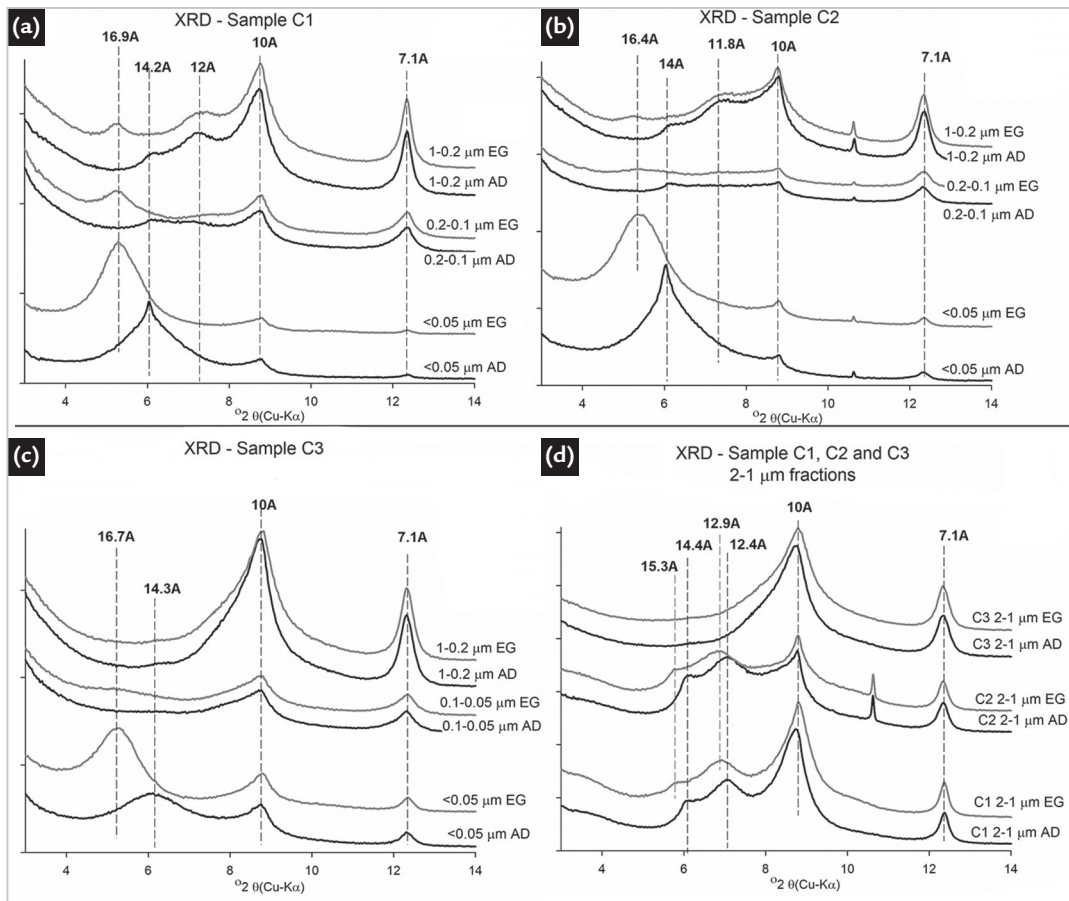 (a)
XRD - Sample C1
16.9A
14.2A
12A
10A
7.1A
1-0.2 μm EG
1-0.2 μm AD
0.2-0.1 μm EG
0.2-0.1 μm AD
<0.05 μm EG
<0.05 μm AD
4 6 8 10 12 14
°2 θ(Cu-Kα)
(b)
XRD - Sample C2
16.4A
14A
11.8A
10A
7.1A
1-0.2 μm EG
1-0.2 μm AD
0.2-0.1 μm EG
0.2-0.1 μm AD
<0.05 μm EG
<0.05 μm AD
4 6 8 10 12 14
°2 θ(Cu-Kα)
(c)
XRD - Sample C3
16.7A
14.3A
10A
7.1A
1-0.2 μm EG
1-0.2 μm AD
0.1-0.05 μm EG
0.1-0.05 μm AD
<0.05 μm EG
<0.05 μm AD
4 6 8 10 12 14
°2 θ(Cu-Kα)
(d)
XRD - Sample C1, C2 and C3
2-1 μm fractions
15.3A
14.4A
12.9A
12.4A
10A
7.1A
C3 2-1 μm EG
C3 2-1 μm AD
C2 2-1 μm EG
C2 2-1 μm AD
C1 2-1 μm EG
C1 2-1 μm AD
4 6 8 10 12 14
°2 θ(Cu-Kα)